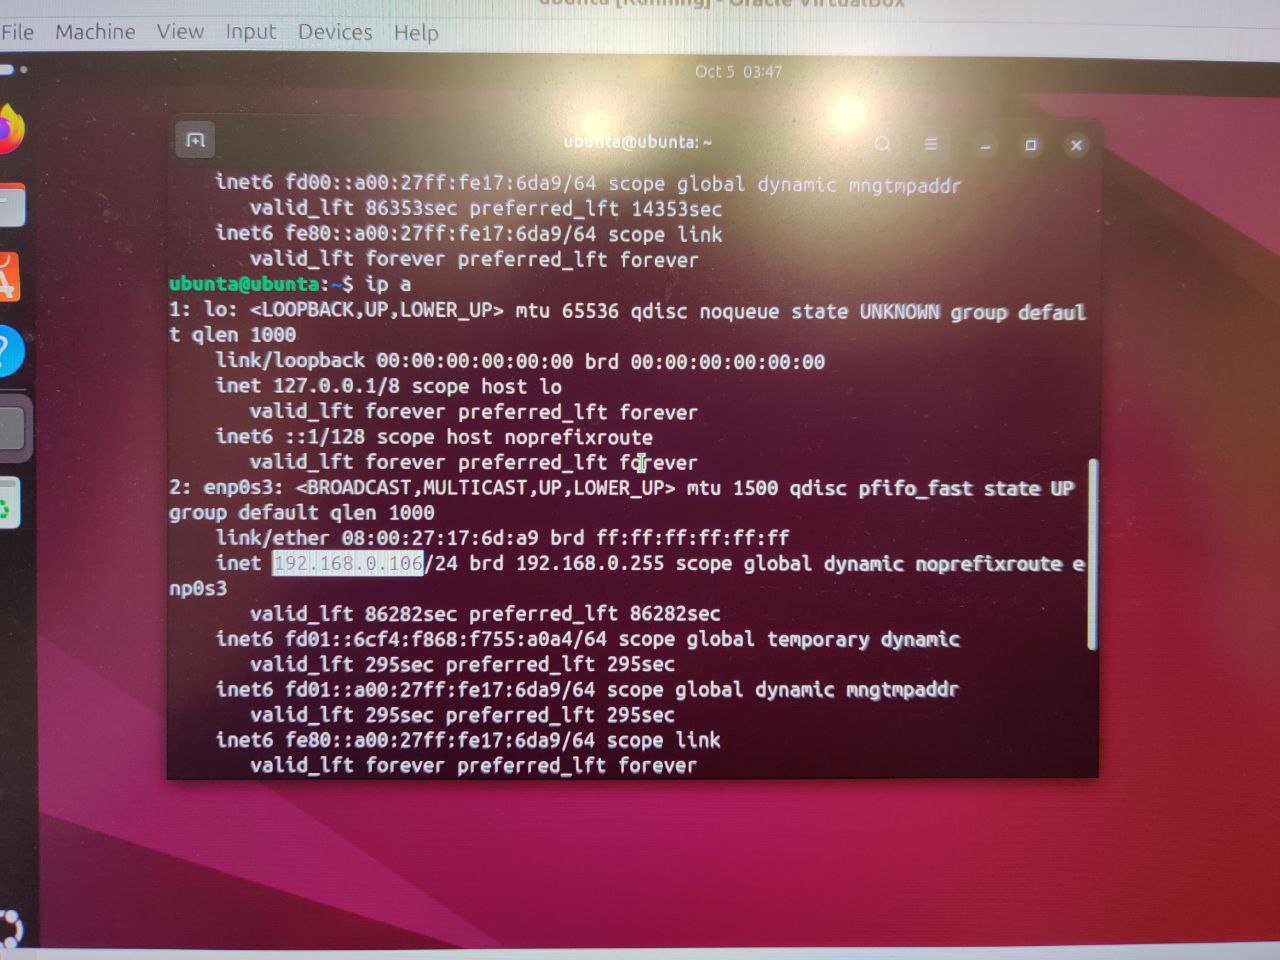 ubuntu [Running] - Oracle VirtualBox
File Machine View Input Devices Help
Oct 5 03:47
ubunta@ubunta: ~
inet6 fd00::a00:27ff:fe17:6da9/64 scope global dynamic mngtmpaddr
valid_lft 86353sec preferred_lft 14353sec
inet6 fe80::a00:27ff:fe17:6da9/64 scope link
valid_lft forever preferred_lft forever
ubunta@ubunta:~$ ip a
1: lo: <LOOPBACK,UP,LOWER_UP> mtu 65536 qdisc noqueue state UNKNOWN group defaul
t qlen 1000
link/loopback 00:00:00:00:00:00 brd 00:00:00:00:00:00
inet 127.0.0.1/8 scope host lo
valid_lft forever preferred_lft forever
inet6 ::1/128 scope host noprefixroute
valid_lft forever preferred_lft forever
2: enp0s3: <BROADCAST,MULTICAST,UP,LOWER_UP> mtu 1500 qdisc pfifo_fast state UP
group default qlen 1000
link/ether 08:00:27:17:6d:a9 brd ff:ff:ff:ff:ff:ff
inet 192.168.0.106/24 brd 192.168.0.255 scope global dynamic noprefixroute e
np0s3
valid_lft 86282sec preferred_lft 86282sec
inet6 fd01::6cf4:f868:f755:a0a4/64 scope global temporary dynamic
valid_lft 295sec preferred_lft 295sec
inet6 fd01::a00:27ff:fe17:6da9/64 scope global dynamic mngtmpaddr
valid_lft 295sec preferred_lft 295sec
inet6 fe80::a00:27ff:fe17:6da9/64 scope link
valid_lft forever preferred_lft forever